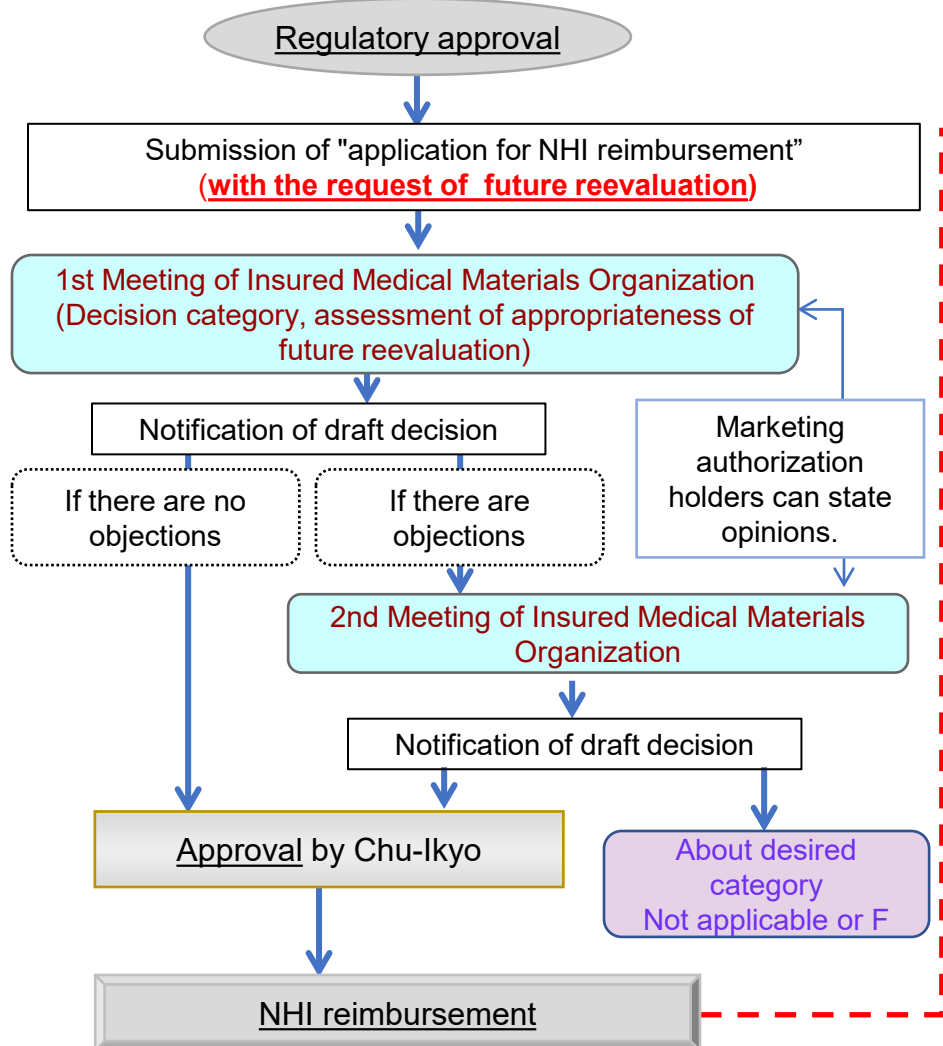 Regulatory approval
Submission of "application for NHI reimbursement”
(with the request of future reevaluation)
1st Meeting of Insured Medical Materials Organization
(Decision category, assessment of appropriateness of
future reevaluation)
Notification of draft decision
If there are no
objections
If there are
objections
Marketing
authorization
holders can state
opinions.
2nd Meeting of Insured Medical Materials
Organization
Notification of draft decision
Approval by Chu-Ikyo
About desired
category
Not applicable or F
NHI reimbursement